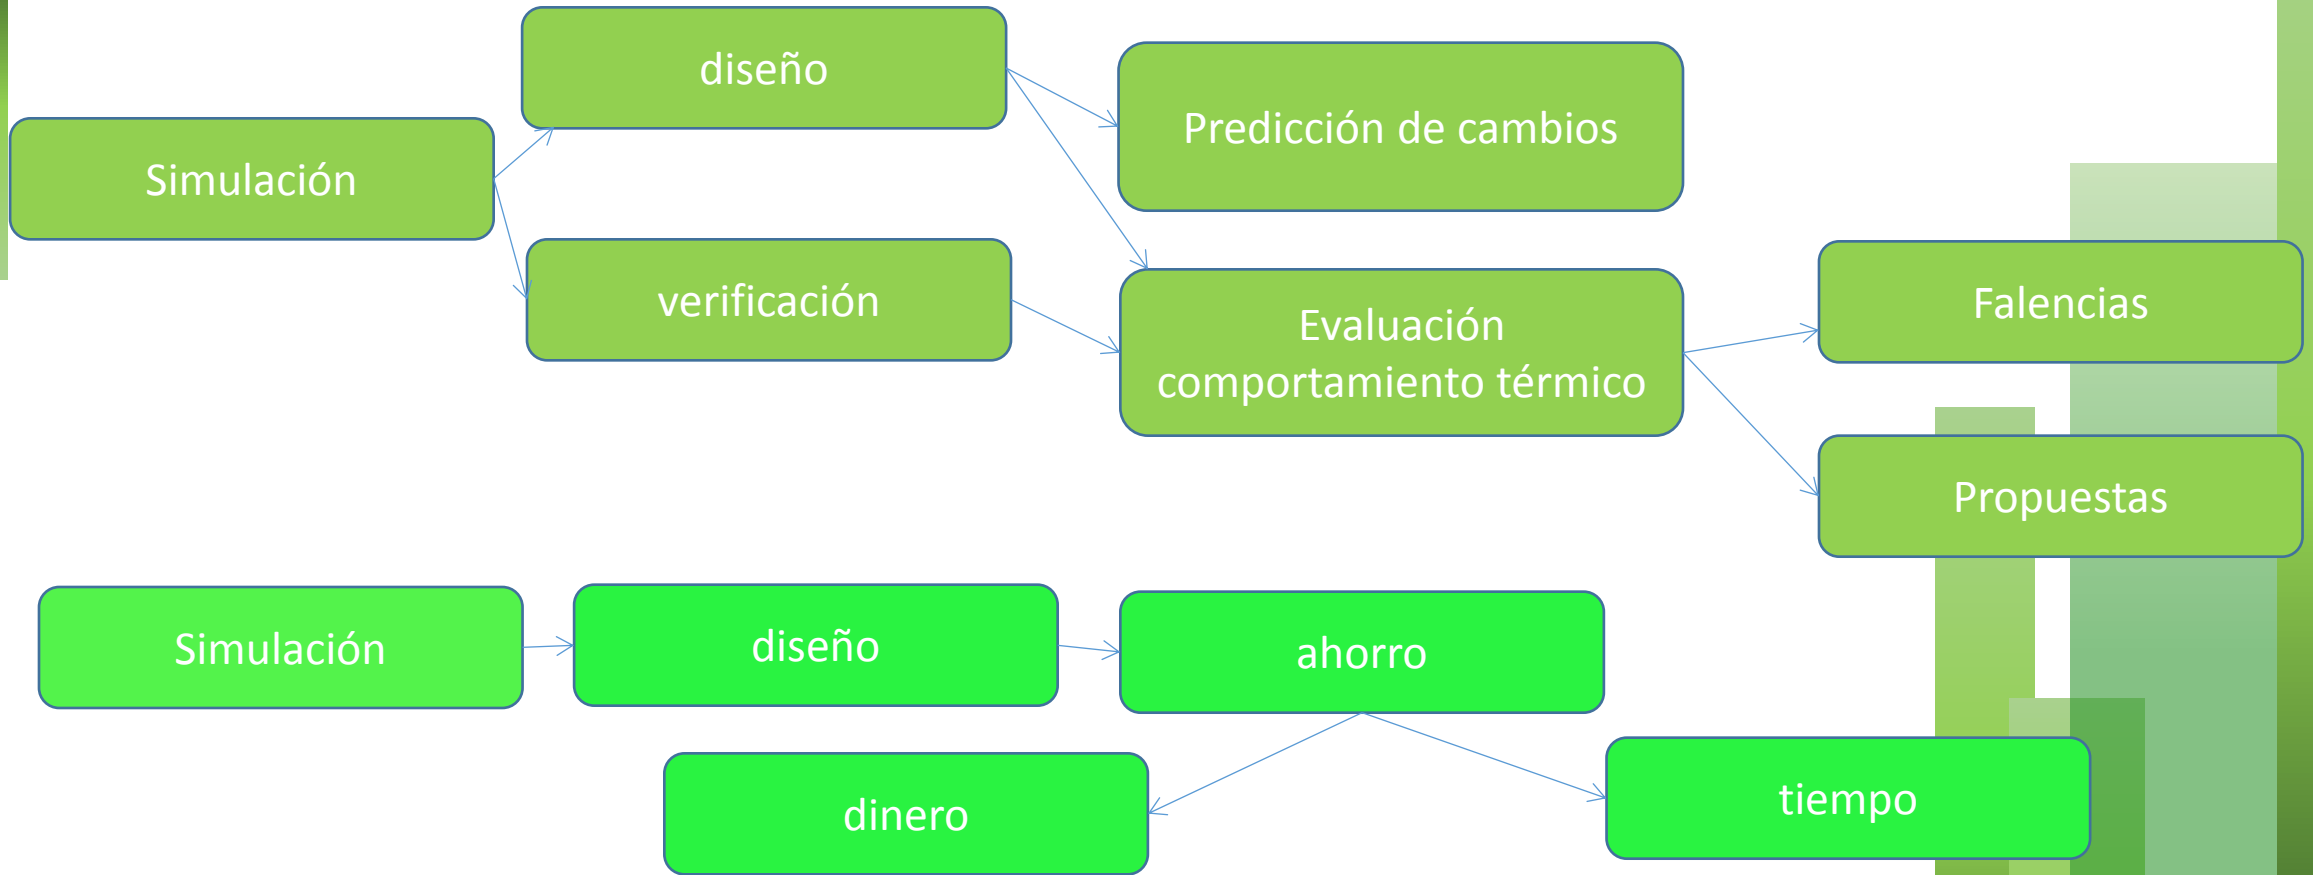 diseño
Predicción de cambios
Simulación
verificación
Evaluación
comportamiento térmico
Falencias
Propuestas
Simulación
diseño
ahorro
dinero
tiempo